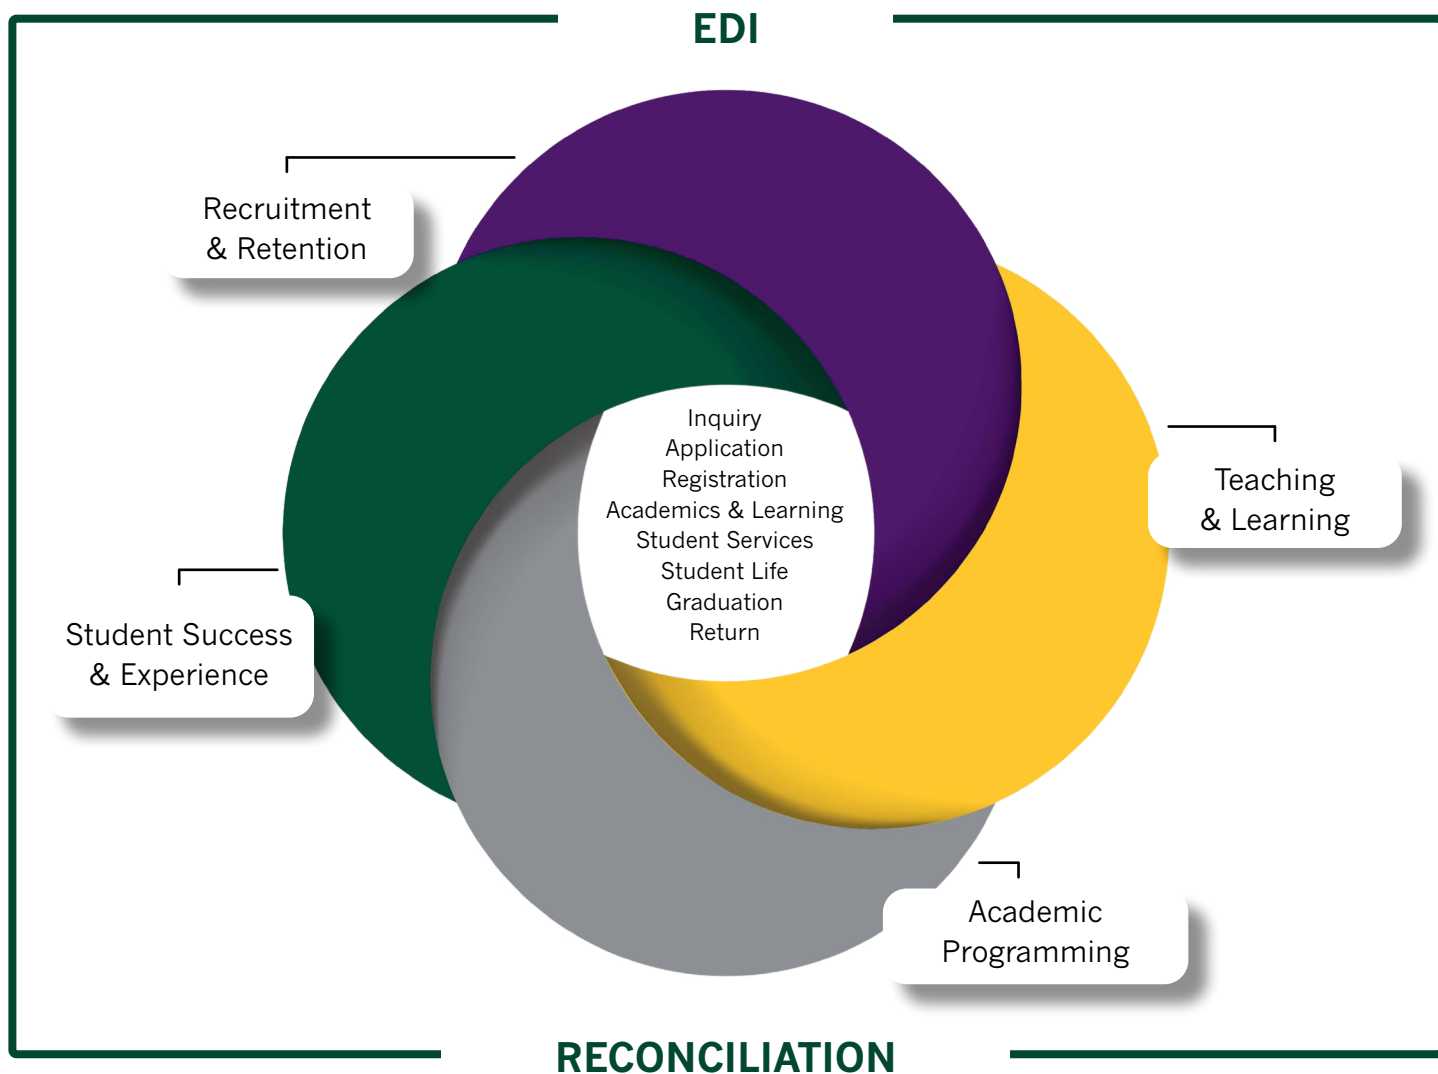 EDI
Recruitment
& Retention
Inquiry
Application
Registration
Academics & Learning
Student Services
Student Life
Graduation
Return
Teaching
& Learning
Student Success
& Experience
Academic
Programming
RECONCILIATION